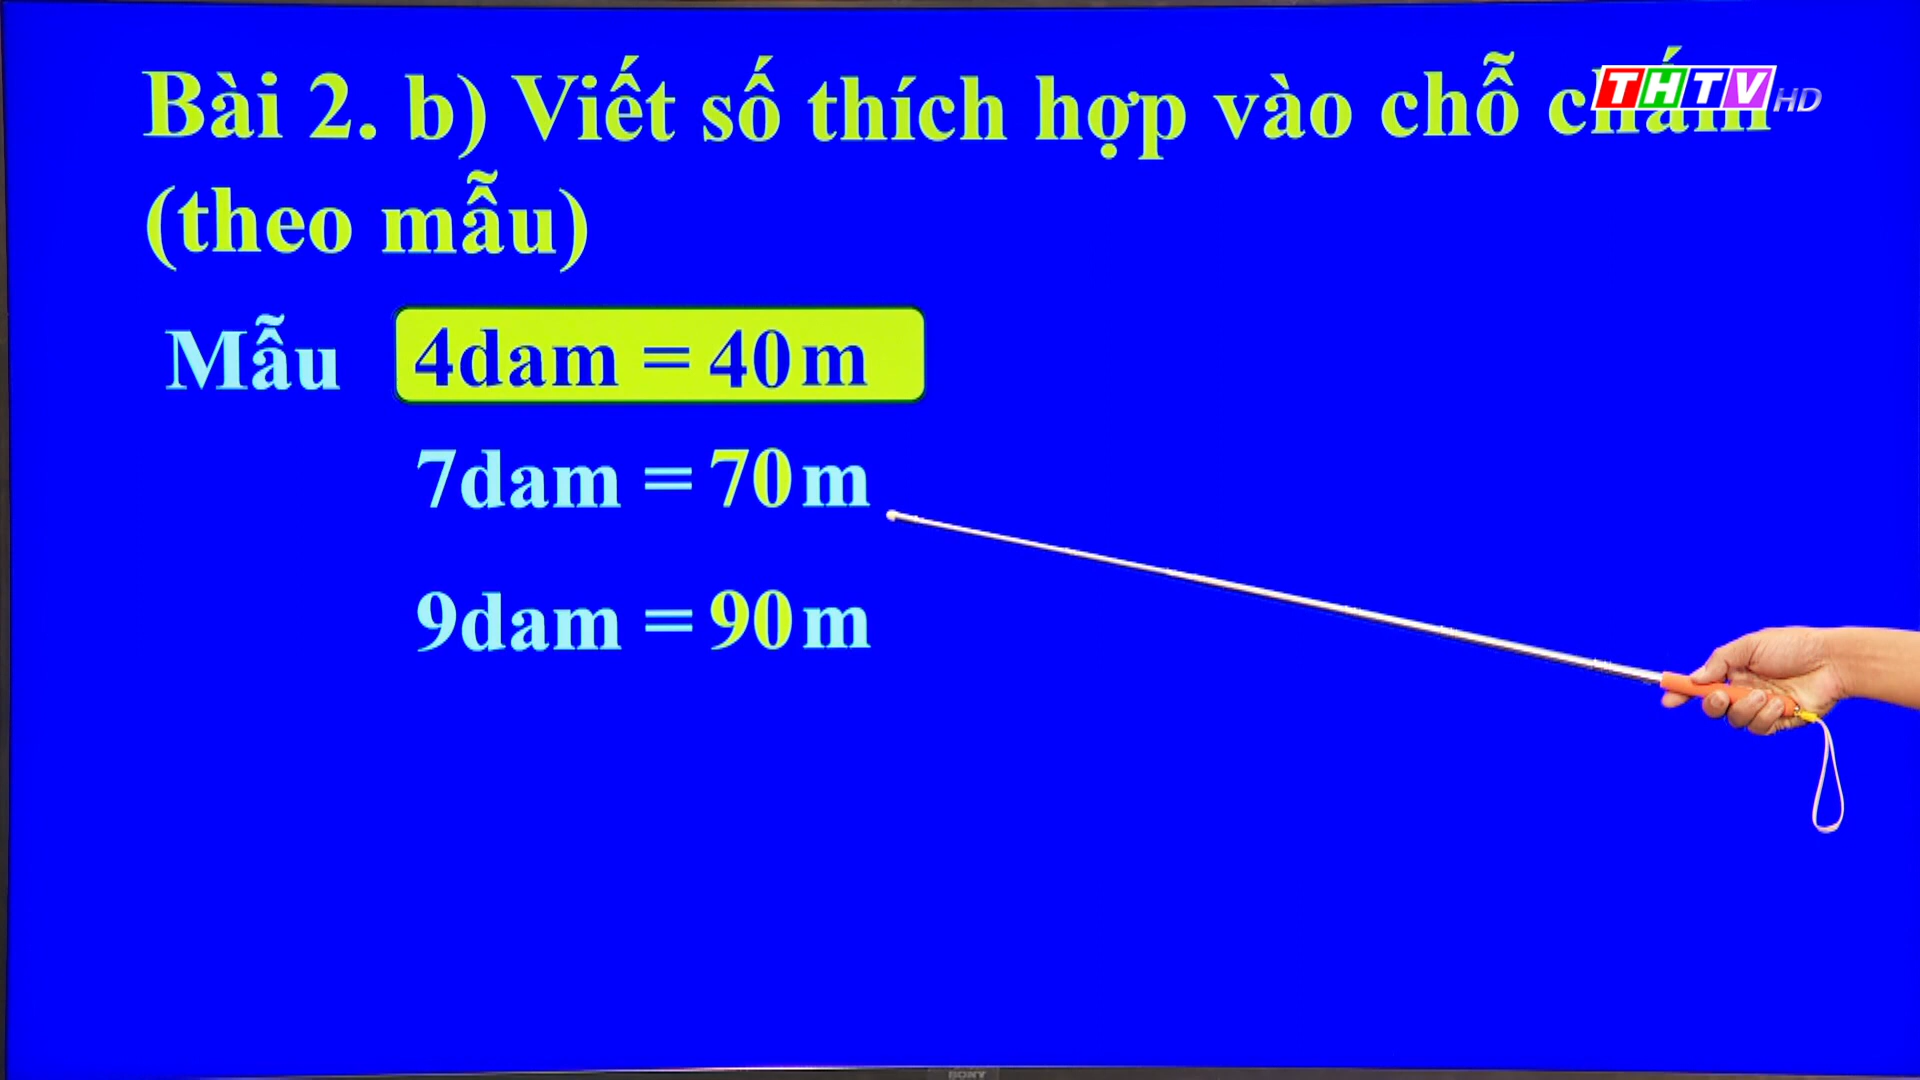 Bài 2. b) Viết số thích hợp vào chỗ chấm
(theo mẫu)
Mẫu 4dam = 40m
7dam = 70m
9dam = 90m
THTV HD
SONY